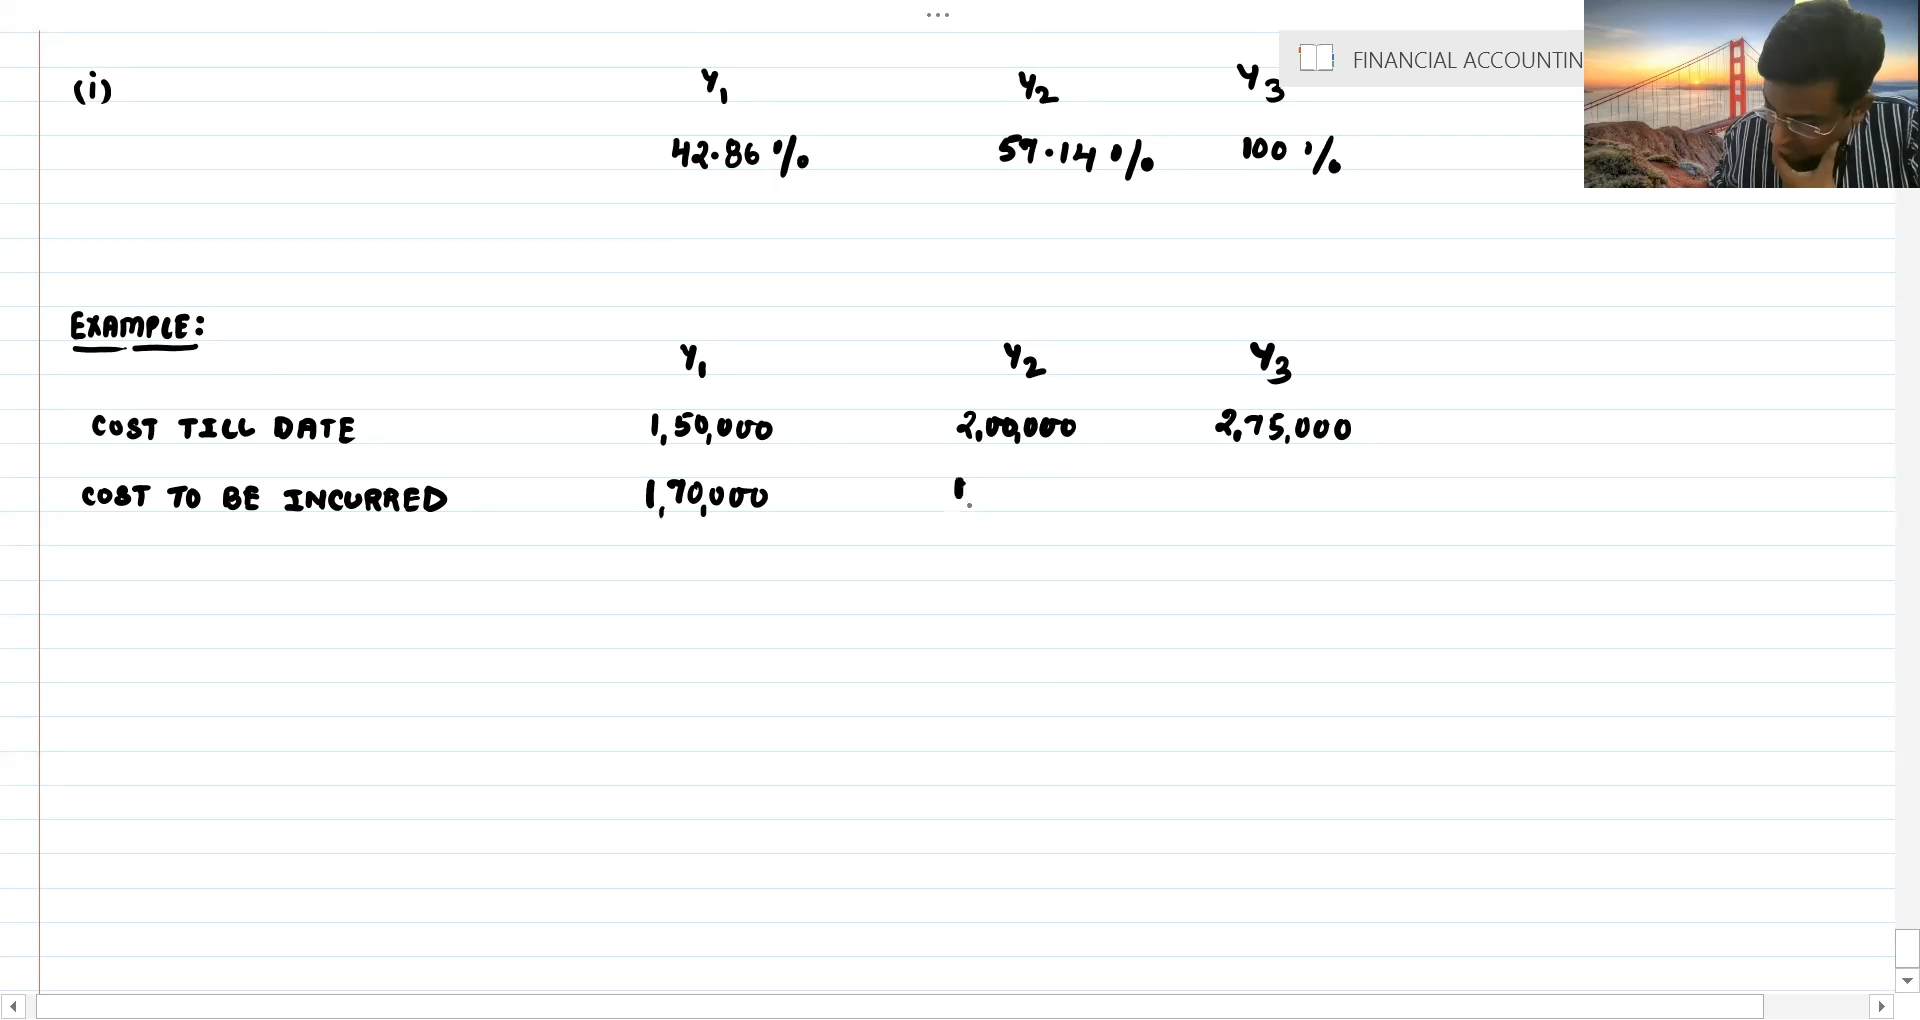 FINANCIAL ACCOUNTIN
(i) Y1 Y2 Y3
42.86 % 57.14 % 100 %
EXAMPLE:
Y1 Y2 Y3
COST TILL DATE 1,50,000 2,00,000 2,75,000
COST TO BE INCURRED 1,70,000 1